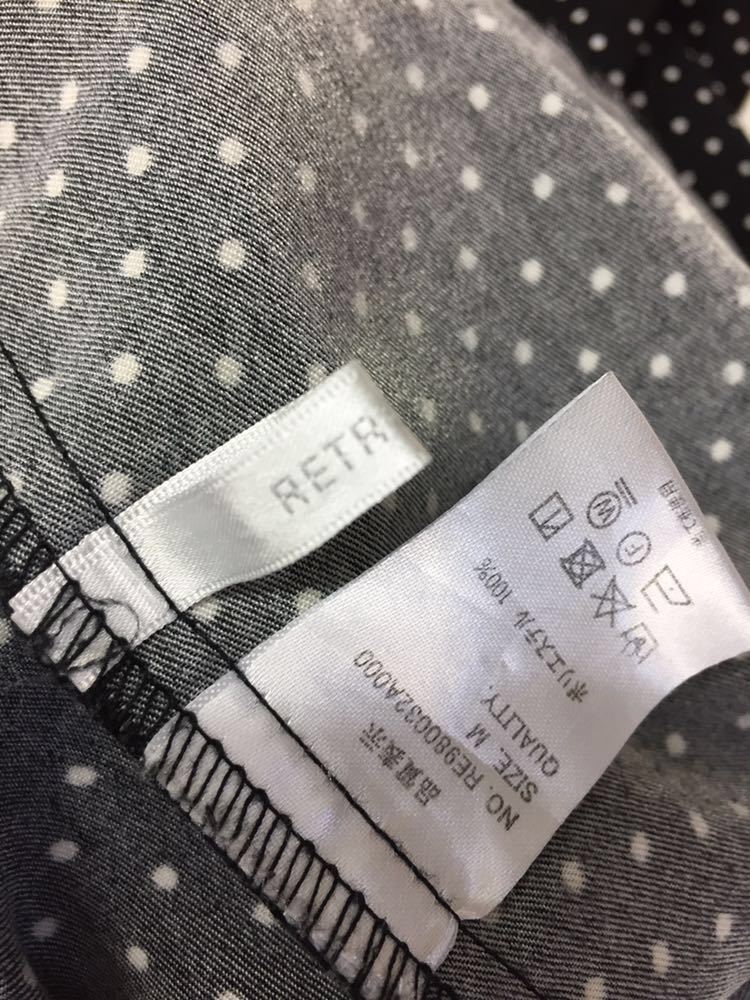 RETR
品質表示
NO. RE980032A000
SIZE. M
QUALITY.
ポリエステル 100%
W
F